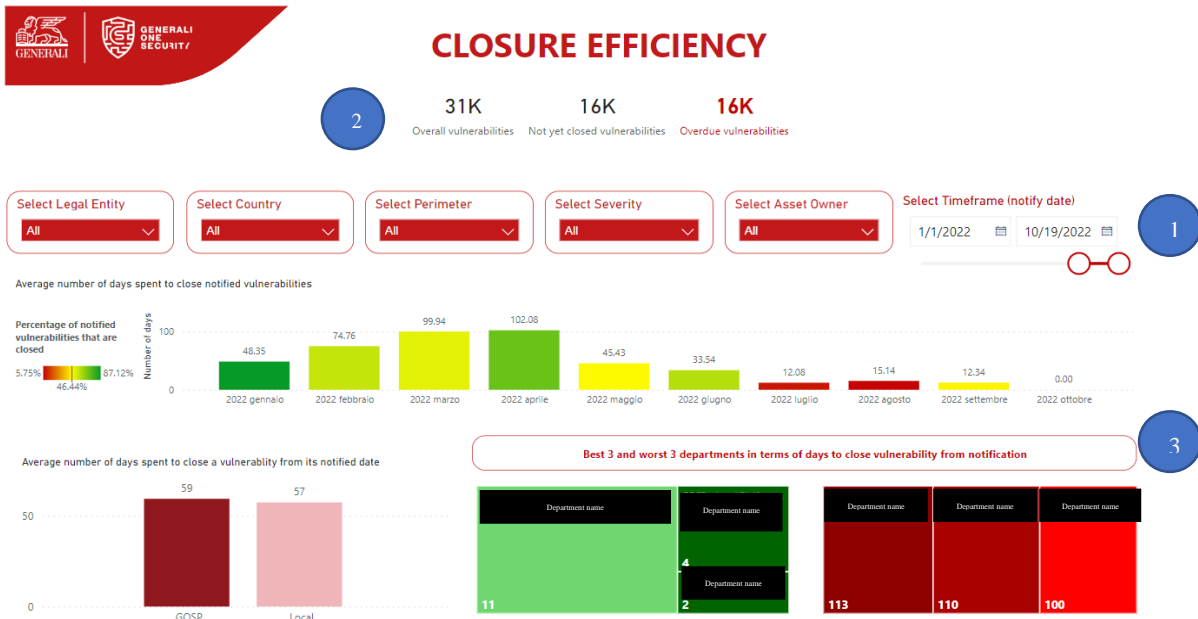 GENERALI
GENERALI
ONE
SECURITY
CLOSURE EFFICIENCY
2
31K
16K
16K
Overall vulnerabilities
Not yet closed vulnerabilities
Overdue vulnerabilities
Select Legal Entity
All
Select Country
All
Select Perimeter
All
Select Severity
All
Select Asset Owner
All
Select Timeframe (notify date)
1/1/2022
10/19/2022
1
Average number of days spent to close notified vulnerabilities
Percentage of notified
vulnerabilities that are
closed
5.75%
87.12%
46.44%
Number of days
100
0
48.35
74.76
99.94
102.08
45.43
33.54
12.08
15.14
12.34
0.00
2022 gennaio
2022 febbraio
2022 marzo
2022 aprile
2022 maggio
2022 giugno
2022 luglio
2022 agosto
2022 settembre
2022 ottobre
3
Average number of days spent to close a vulnerablity from its notified date
50
0
59
57
GOSP
Local
Best 3 and worst 3 departments in terms of days to close vulnerability from notification
Department name
11
Department name
4
Department name
2
Department name
113
Department name
110
Department name
100